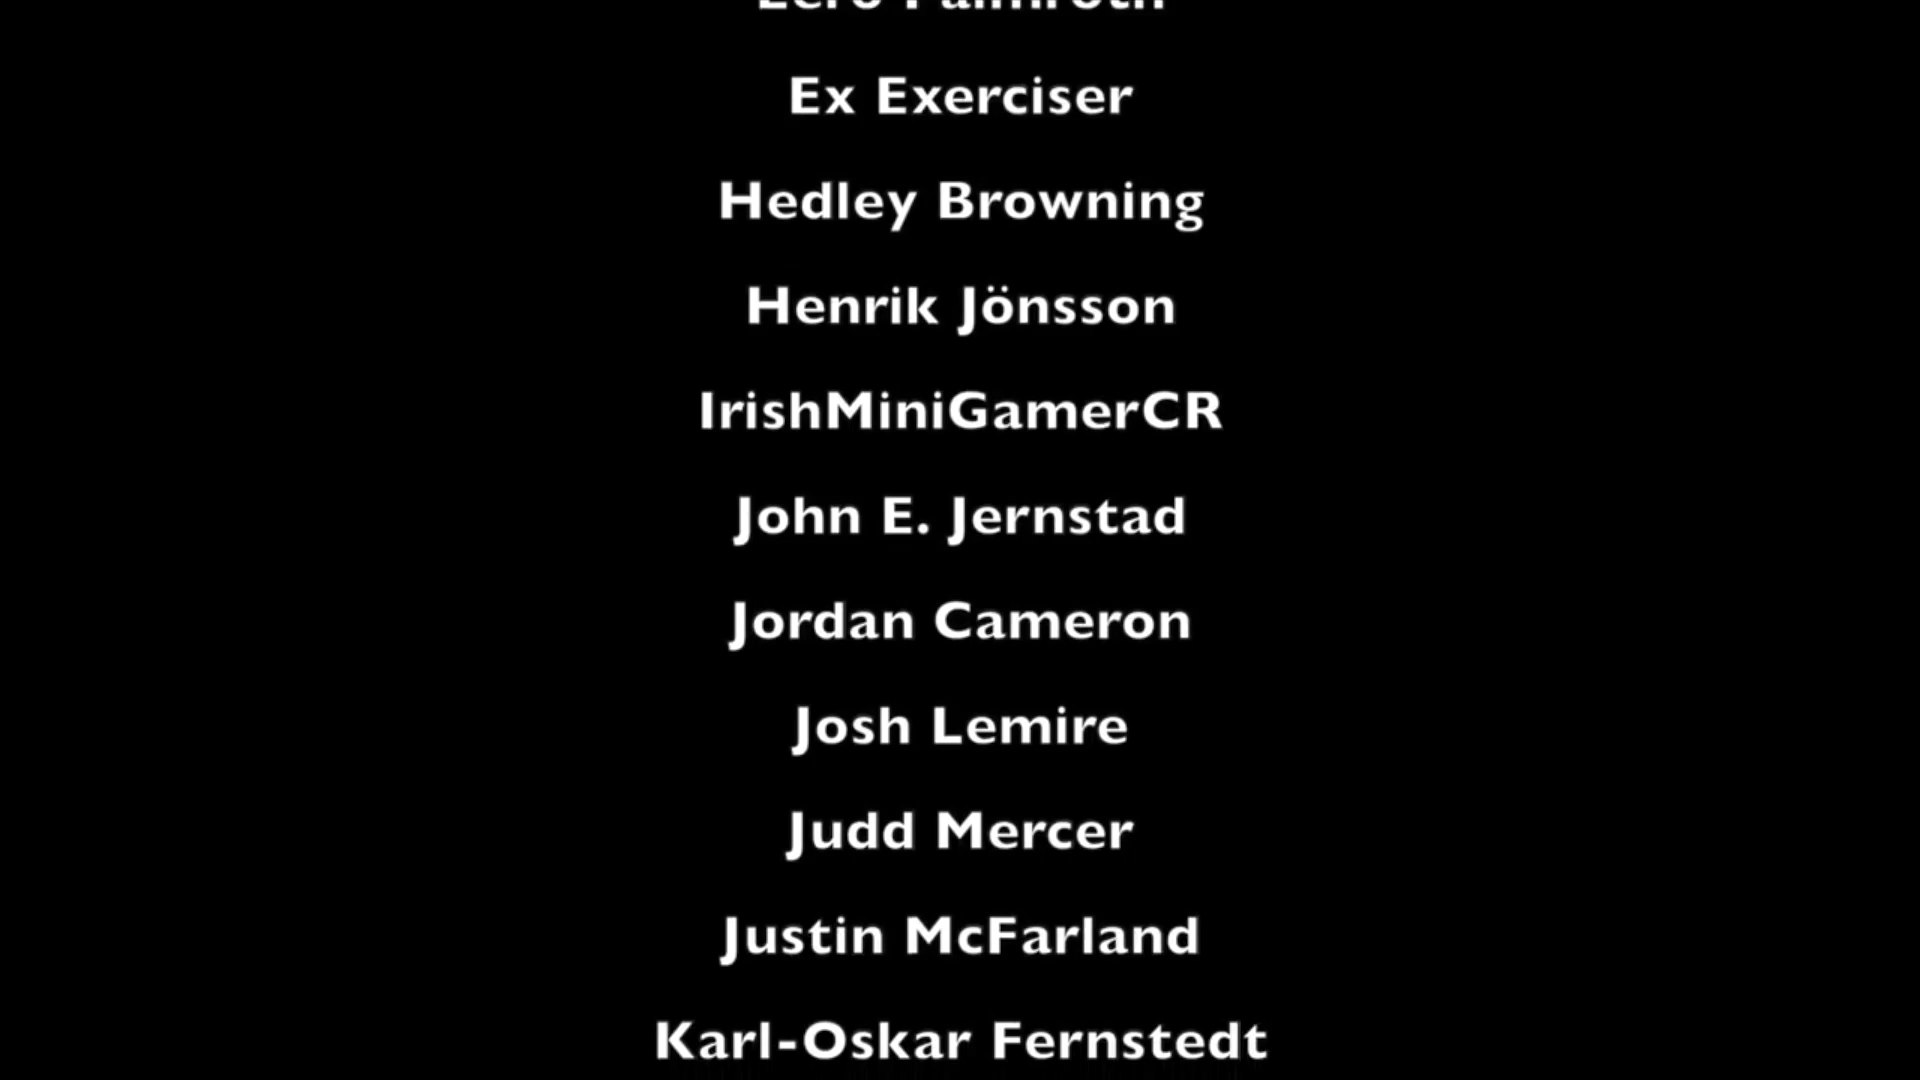 Ex Exerciser
Hedley Browning
Henrik Jönsson
IrishMiniGamerCR
John E. Jernstad
Jordan Cameron
Josh Lemire
Judd Mercer
Justin McFarland
Karl-Oskar Fernstedt